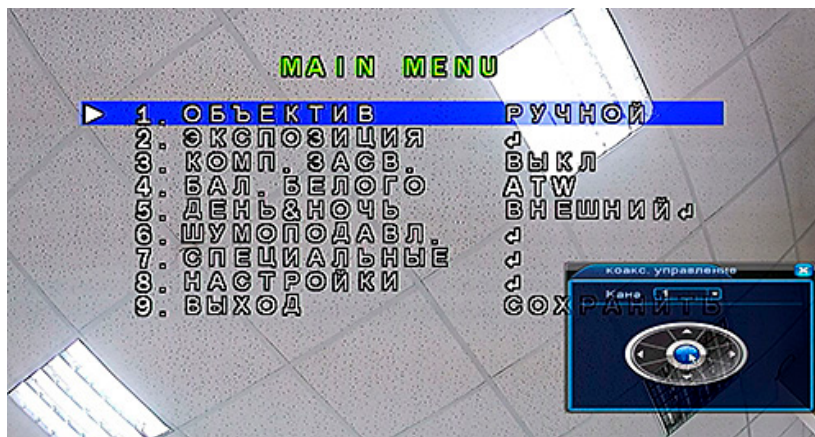 MAIN MENU
1. ОБЪЕКТИВ РУЧНОЙ
2. ЭКСПОЗИЦИЯ
3. КОМП. ЗАСВ. ВЫКЛ
4. БАЛ. БЕЛОГО ATW
5. ДЕНЬ&НОЧЬ ВНЕШНИЙ
6. ШУМОПОДАВЛ.
7. СПЕЦИАЛЬНЫЕ
8. НАСТРОЙКИ
9. ВЫХОД СОХРАНИТЬ
коакс. управление
Кана 1